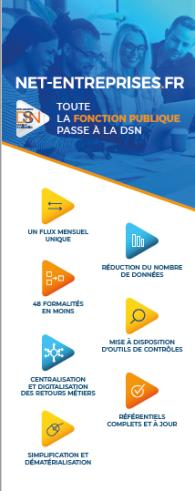 NET-ENTREPRISES.FR
DSN
TOUTE
LA FONCTION PUBLIQUE
PASSE À LA DSN
UN FLUX MENSUEL
UNIQUE
RÉDUCTION DU NOMBRE
DE DONNÉES
48 FORMALITÉS
EN MOINS
MISE À DISPOSITION
D'OUTILS DE CONTRÔLES
CENTRALISATION
ET DIGITALISATION
DES RETOURS MÉTIERS
RÉFÉRENTIELS
COMPLETS ET À JOUR
SIMPLIFICATION ET
DÉMATÉRIALISATION